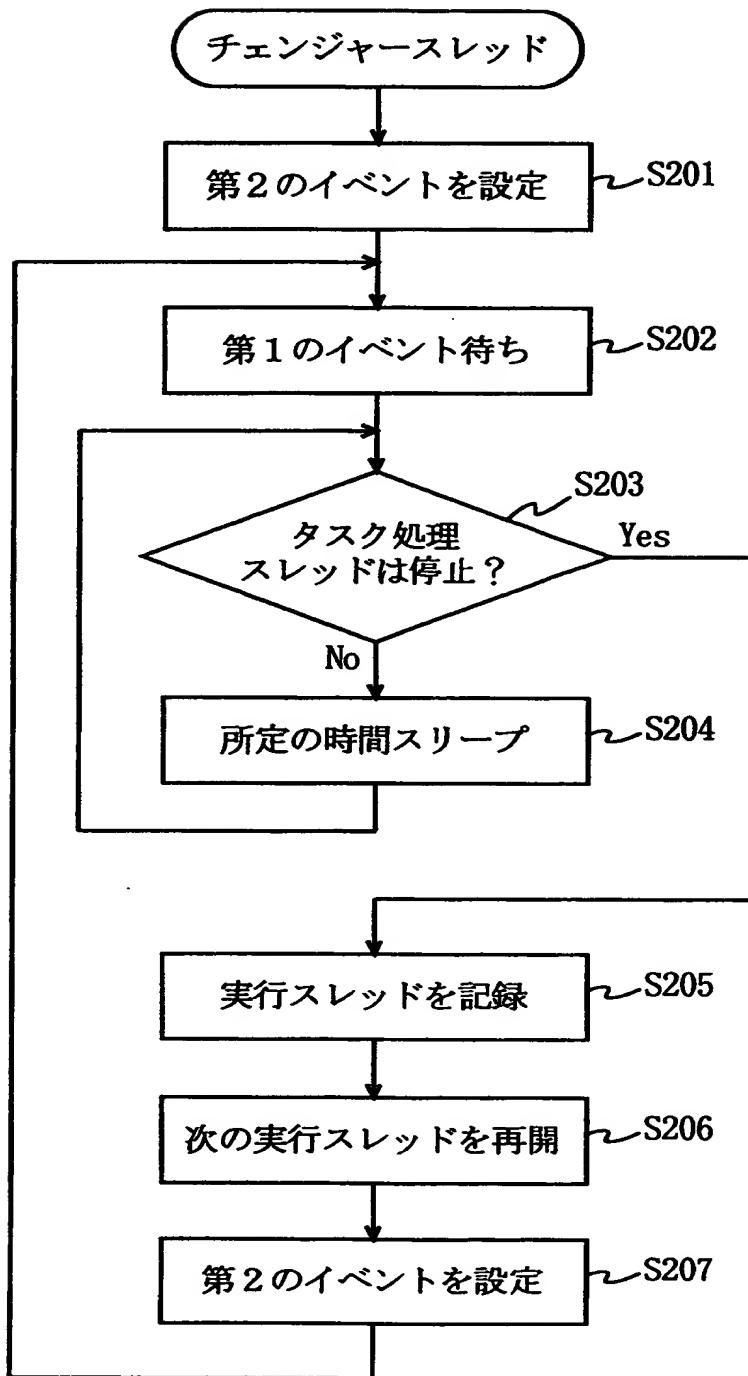 チェンジャースレッド
第2のイベントを設定
S201
第1のイベント待ち
S202
S203
タスク処理
スレッドは停止?
Yes
No
所定の時間スリープ
S204
実行スレッドを記録
S205
次の実行スレッドを再開
S206
第2のイベントを設定
S207